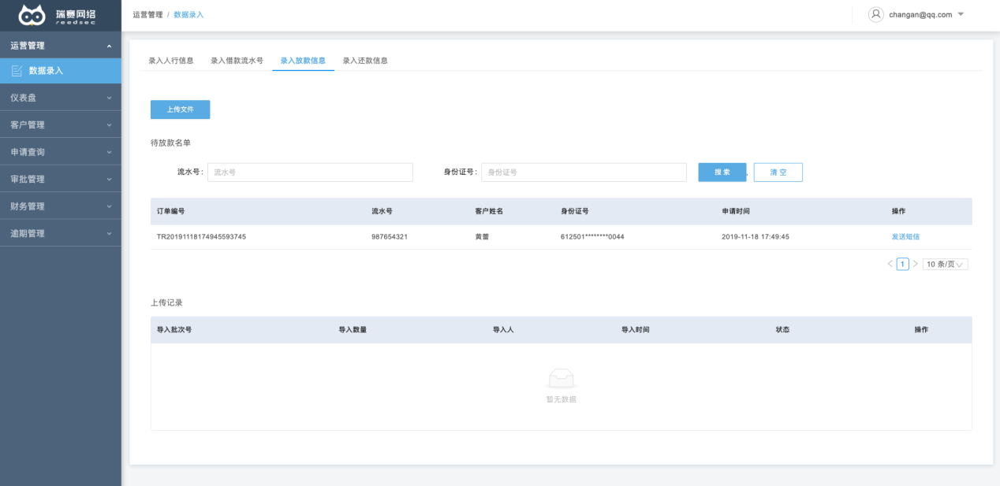 瑞赛网络
reedsec
运营管理 / 数据录入
changan@qq.com
运营管理
数据录入
仪表盘
客户管理
申请查询
审批管理
财务管理
逾期管理
录入人行信息 录入借款流水号 录入放款信息 录入还款信息
上传文件
待放款名单
流水号: 流水号 身份证号: 身份证号 搜 索 , 清 空
订单编号 流水号 客户姓名 身份证号 申请时间 操作
TR20191118174945593745 987654321 黄蕾 612501********0044 2019-11-18 17:49:45 发送短信
< 1 > 10 条/页
上传记录
导入批次号 导入数量 导入人 导入时间 状态 操作
暂无数据